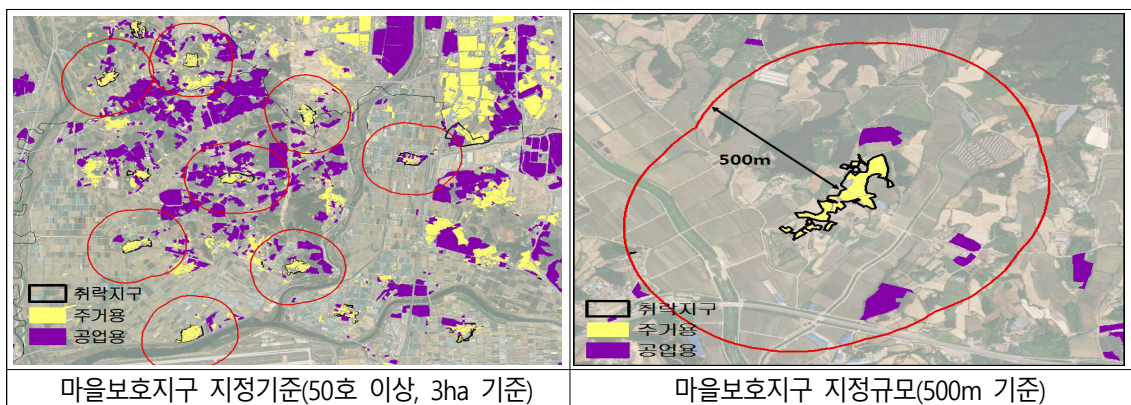 취락지구
주거용
공업용
500m
취락지구
주거용
공업용
마을보호지구 지정기준(50호 이상, 3ha 기준)
마을보호지구 지정규모(500m 기준)